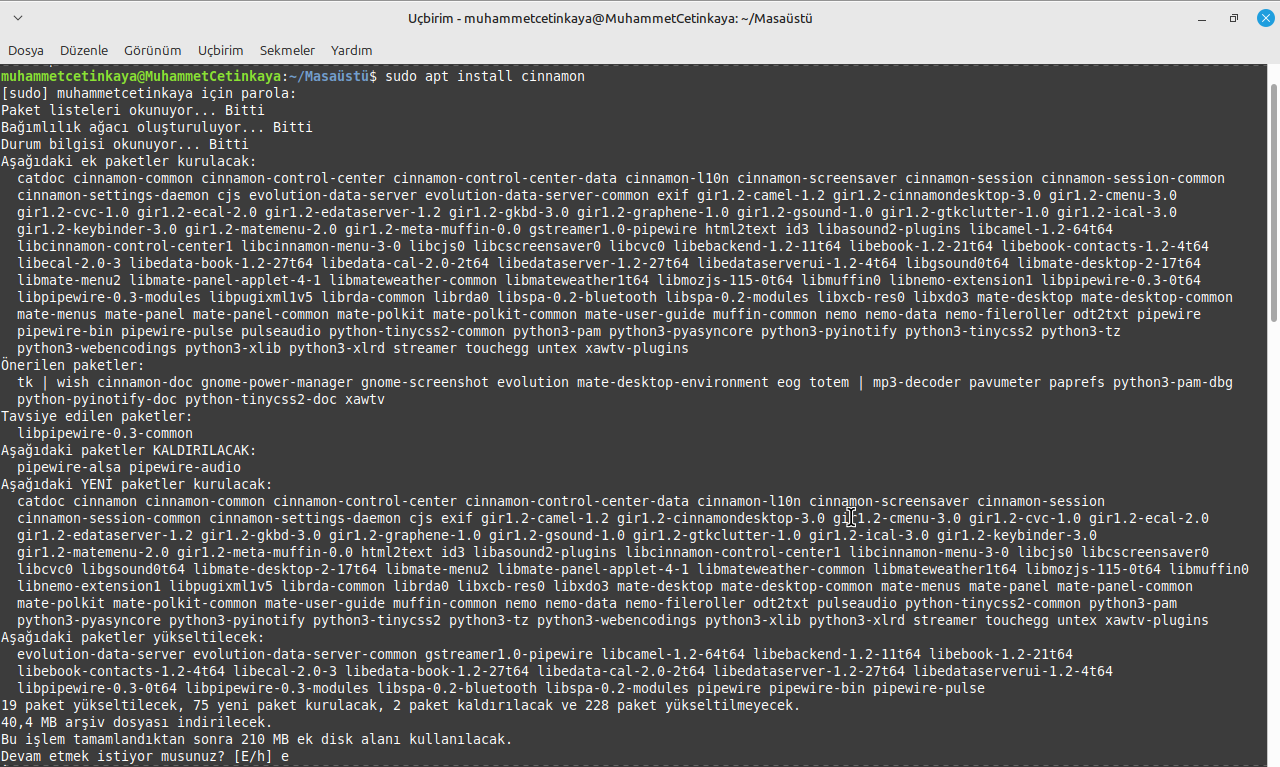 Uçbirim - muhammetcetinkaya@MuhammetCetinkaya: ~/Masaüstü
Dosya Düzenle Görünüm Uçbirim Sekmeler Yardım
muhammetcetinkaya@MuhammetCetinkaya:~/Masaüstü$ sudo apt install cinnamon
[sudo] muhammetcetinkaya için parola:
Paket listeleri okunuyor... Bitti
Bağımlılık ağacı oluşturuluyor... Bitti
Durum bilgisi okunuyor... Bitti
Aşağıdaki ek paketler kurulacak:
catdoc cinnamon-common cinnamon-control-center cinnamon-control-center-data cinnamon-l10n cinnamon-screensaver cinnamon-session cinnamon-session-common
cinnamon-settings-daemon cjs evolution-data-server evolution-data-server-common exif gir1.2-camel-1.2 gir1.2-cinnamondesktop-3.0 gir1.2-cmenu-3.0
gir1.2-cvc-1.0 gir1.2-ecal-2.0 gir1.2-edataserver-1.2 gir1.2-gkbd-3.0 gir1.2-graphene-1.0 gir1.2-gsound-1.0 gir1.2-gtkclutter-1.0 gir1.2-ical-3.0
gir1.2-keybinder-3.0 gir1.2-matemenu-2.0 gir1.2-meta-muffin-0.0 gstreamer1.0-pipewire html2text id3 libasound2-plugins libcamel-1.2-64t64
libcinnamon-control-center1 libcinnamon-menu-3-0 libcjs0 libcscreensaver0 libcvc0 libebackend-1.2-11t64 libebook-1.2-21t64 libebook-contacts-1.2-4t64
libecal-2.0-3 libedata-book-1.2-27t64 libedata-cal-2.0-2t64 libedataserver-1.2-27t64 libedataserverui-1.2-4t64 libgsound0t64 libmate-desktop-2-17t64
libmate-menu2 libmate-panel-applet-4-1 libmateweather-common libmateweather1t64 libmozjs-115-0t64 libmuffin0 libnemo-extension1 libpipewire-0.3-0t64
libpipewire-0.3-modules libpugixml1v5 librda-common librda0 libspa-0.2-bluetooth libspa-0.2-modules libxcb-res0 libxdo3 mate-desktop mate-desktop-common
mate-menus mate-panel mate-panel-common mate-polkit mate-polkit-common mate-user-guide muffin-common nemo nemo-data nemo-fileroller odt2txt pipewire
pipewire-bin pipewire-pulse pulseaudio python-tinycss2-common python3-pam python3-pyasyncore python3-pyinotify python3-tinycss2 python3-tz
python3-webencodings python3-xlib python3-xlrd streamer touchegg untex xawtv-plugins
Önerilen paketler:
tk | wish cinnamon-doc gnome-power-manager gnome-screenshot evolution mate-desktop-environment eog totem | mp3-decoder pavumeter paprefs python3-pam-dbg
python-pyinotify-doc python-tinycss2-doc xawtv
Tavsiye edilen paketler:
libpipewire-0.3-common
Aşağıdaki paketler KALDIRILACAK:
pipewire-alsa pipewire-audio
Aşağıdaki YENİ paketler kurulacak:
catdoc cinnamon cinnamon-common cinnamon-control-center cinnamon-control-center-data cinnamon-l10n cinnamon-screensaver cinnamon-session
cinnamon-session-common cinnamon-settings-daemon cjs exif gir1.2-camel-1.2 gir1.2-cinnamondesktop-3.0 gir1.2-cmenu-3.0 gir1.2-cvc-1.0 gir1.2-ecal-2.0
gir1.2-edataserver-1.2 gir1.2-gkbd-3.0 gir1.2-graphene-1.0 gir1.2-gsound-1.0 gir1.2-gtkclutter-1.0 gir1.2-ical-3.0 gir1.2-keybinder-3.0
gir1.2-matemenu-2.0 gir1.2-meta-muffin-0.0 html2text id3 libasound2-plugins libcinnamon-control-center1 libcinnamon-menu-3-0 libcjs0 libcscreensaver0
libcvc0 libgsound0t64 libmate-desktop-2-17t64 libmate-menu2 libmate-panel-applet-4-1 libmateweather-common libmateweather1t64 libmozjs-115-0t64 libmuffin0
libnemo-extension1 libpugixml1v5 librda-common librda0 libxcb-res0 libxdo3 mate-desktop mate-desktop-common mate-menus mate-panel mate-panel-common
mate-polkit mate-polkit-common mate-user-guide muffin-common nemo nemo-data nemo-fileroller odt2txt pulseaudio python-tinycss2-common python3-pam
python3-pyasyncore python3-pyinotify python3-tinycss2 python3-tz python3-webencodings python3-xlib python3-xlrd streamer touchegg untex xawtv-plugins
Aşağıdaki paketler yükseltilecek:
evolution-data-server evolution-data-server-common gstreamer1.0-pipewire libcamel-1.2-64t64 libebackend-1.2-11t64 libebook-1.2-21t64
libebook-contacts-1.2-4t64 libecal-2.0-3 libedata-book-1.2-27t64 libedata-cal-2.0-2t64 libedataserver-1.2-27t64 libedataserverui-1.2-4t64
libpipewire-0.3-0t64 libpipewire-0.3-modules libspa-0.2-bluetooth libspa-0.2-modules pipewire pipewire-bin pipewire-pulse
19 paket yükseltilecek, 75 yeni paket kurulacak, 2 paket kaldırılacak ve 228 paket yükseltilmeyecek.
40,4 MB arşiv dosyası indirilecek.
Bu işlem tamamlandıktan sonra 210 MB ek disk alanı kullanılacak.
Devam etmek istiyor musunuz? [E/h] e